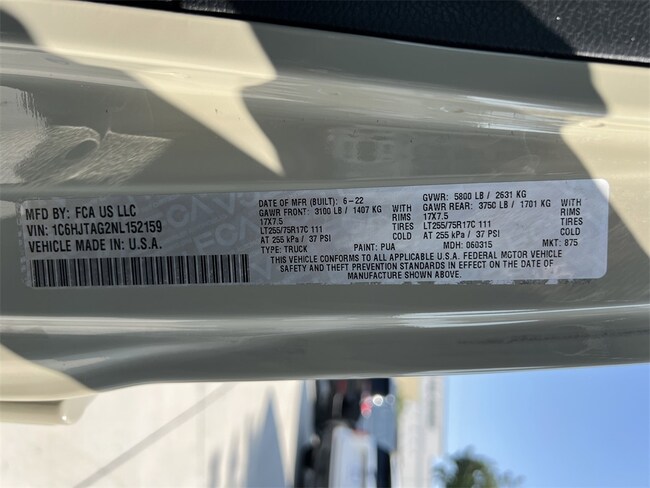 MFD BY: FCA US LLC
VIN: 1C6HJTAG2NL152159
VEHICLE MADE IN: U.S.A.
DATE OF MFR (BUILT): 6-22
GAWR FRONT: 3100 LB / 1407 KG WITH
17X7.5 RIMS
LT255/75R17C 111 TIRES
AT 255 kPa / 37 PSI COLD
TYPE: TRUCK PAINT: PUA
GVWR: 5800 LB / 2631 KG
GAWR REAR: 3750 LB / 1701 KG WITH
17X7.5 RIMS
LT255/75R17C 111 TIRES
AT 255 kPa / 37 PSI COLD
MDH: 060315 MKT: 875
THIS VEHICLE CONFORMS TO ALL APPLICABLE U.S.A. FEDERAL MOTOR VEHICLE
SAFETY AND THEFT PREVENTION STANDARDS IN EFFECT ON THE DATE OF
MANUFACTURE SHOWN ABOVE.